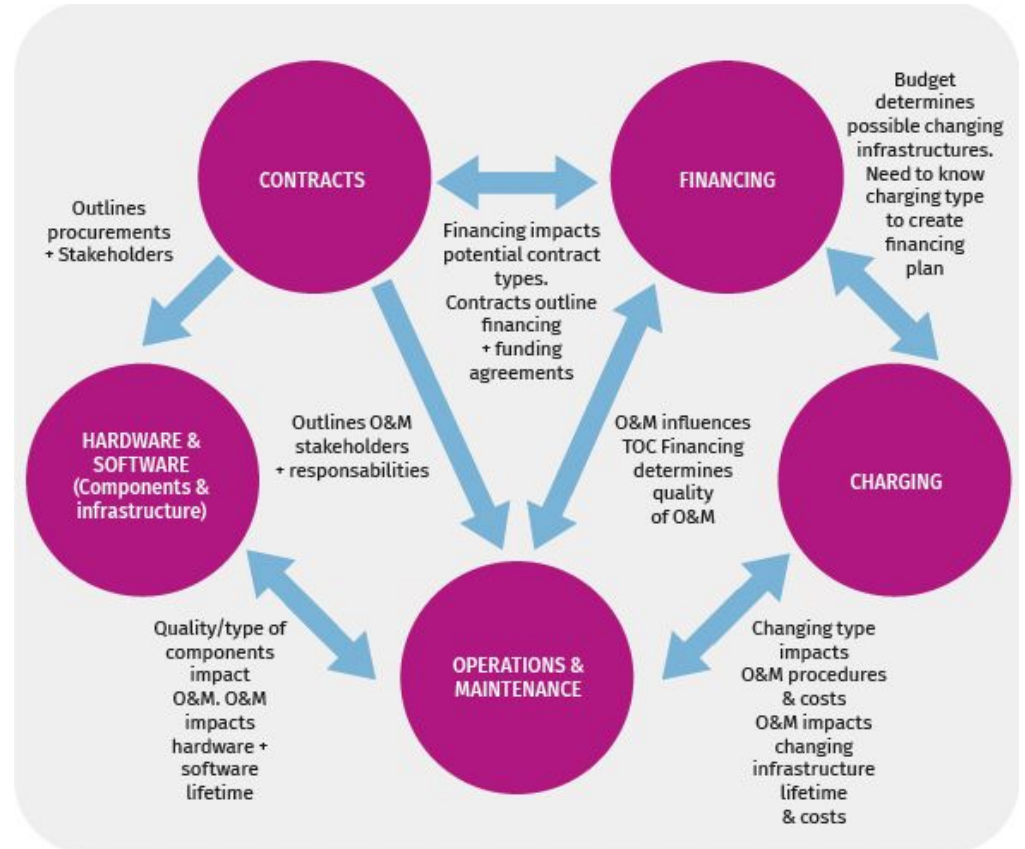 CONTRACTS
FINANCING
Budget
determines
possible changing
infrastructures.
Need to know
charging type
to create
financing
plan
Outlines
procurements
+ Stakeholders
Financing impacts
potential contract
types.
Contracts outline
financing
+ funding
agreements
HARDWARE &
SOFTWARE
(Components &
infrastructure)
Outlines O&M
stakeholders
+ responsabilities
O&M influences
TOC Financing
determines
quality
of O&M
CHARGING
Quality/type of
components
impact
O&M. O&M
impacts
hardware +
software
lifetime
OPERATIONS &
MAINTENANCE
Changing type
impacts
O&M procedures
& costs
O&M impacts
changing
infrastructure
lifetime
& costs